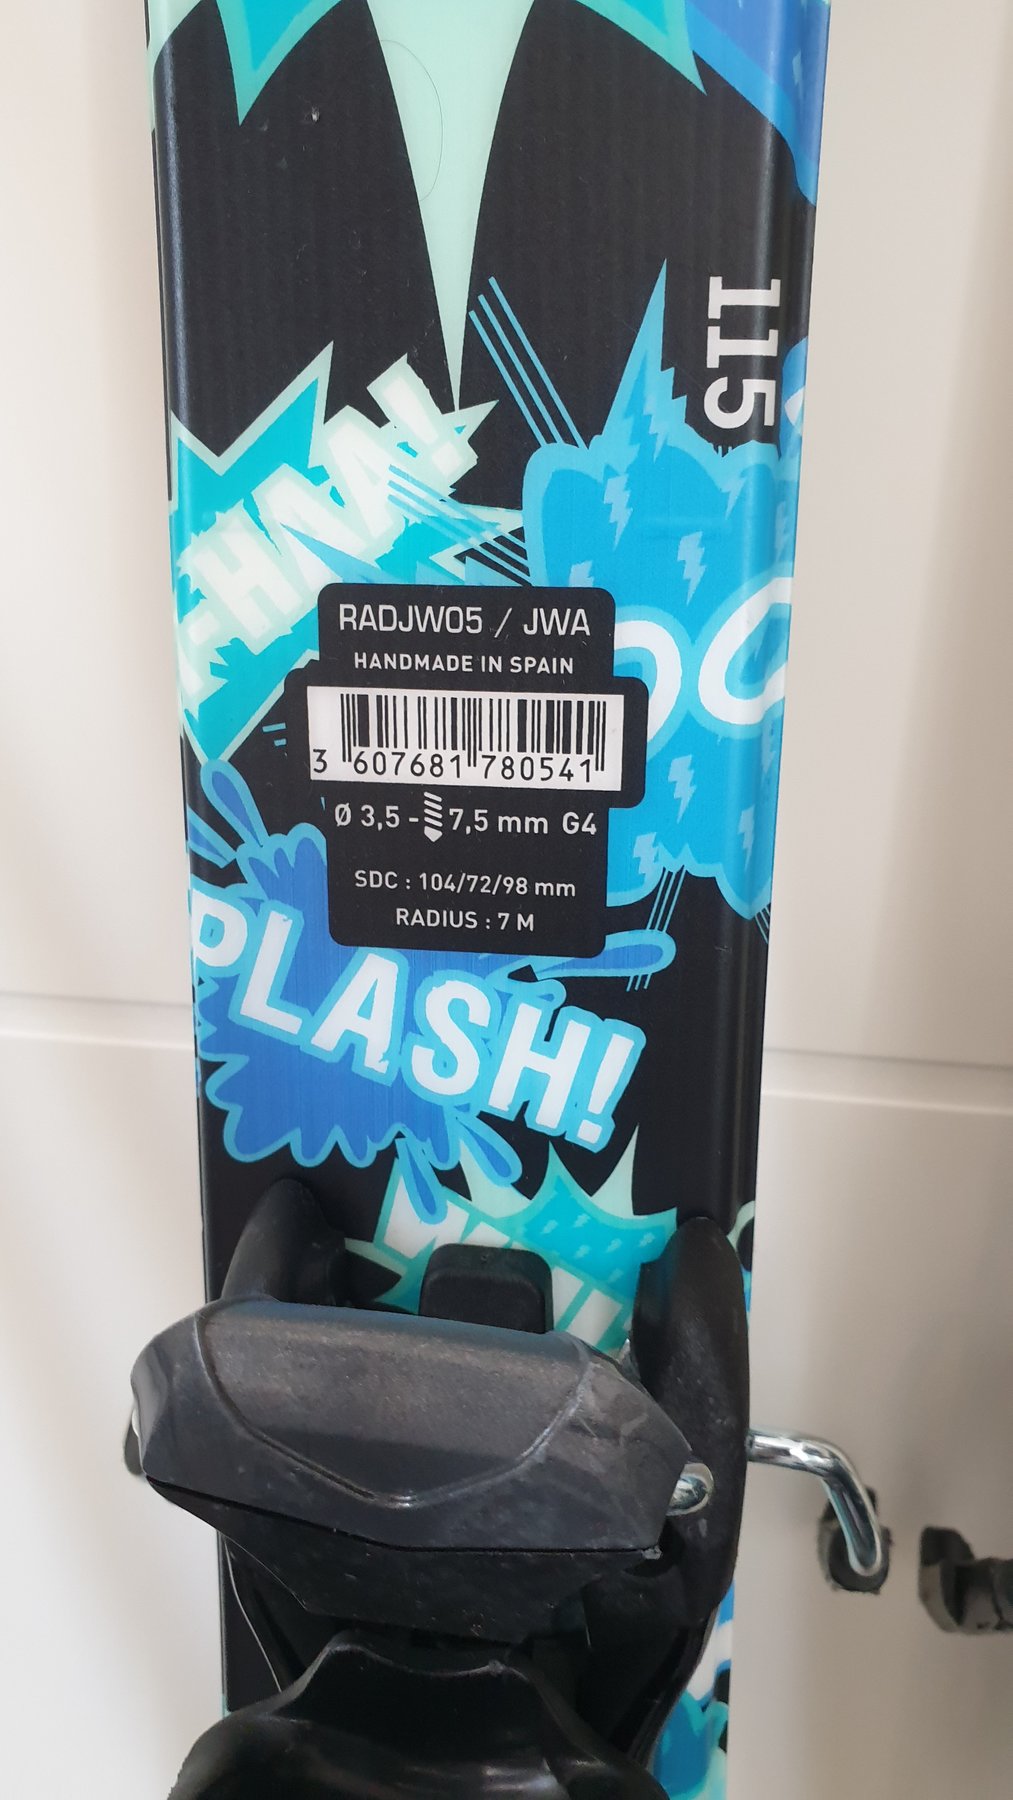 115
HAA!
RADJW05 / JWA
HANDMADE IN SPAIN
3 607681 780541
Ø 3,5 - 7,5 mm G4
SDC : 104/72/98 mm
RADIUS : 7 M
PLASH!